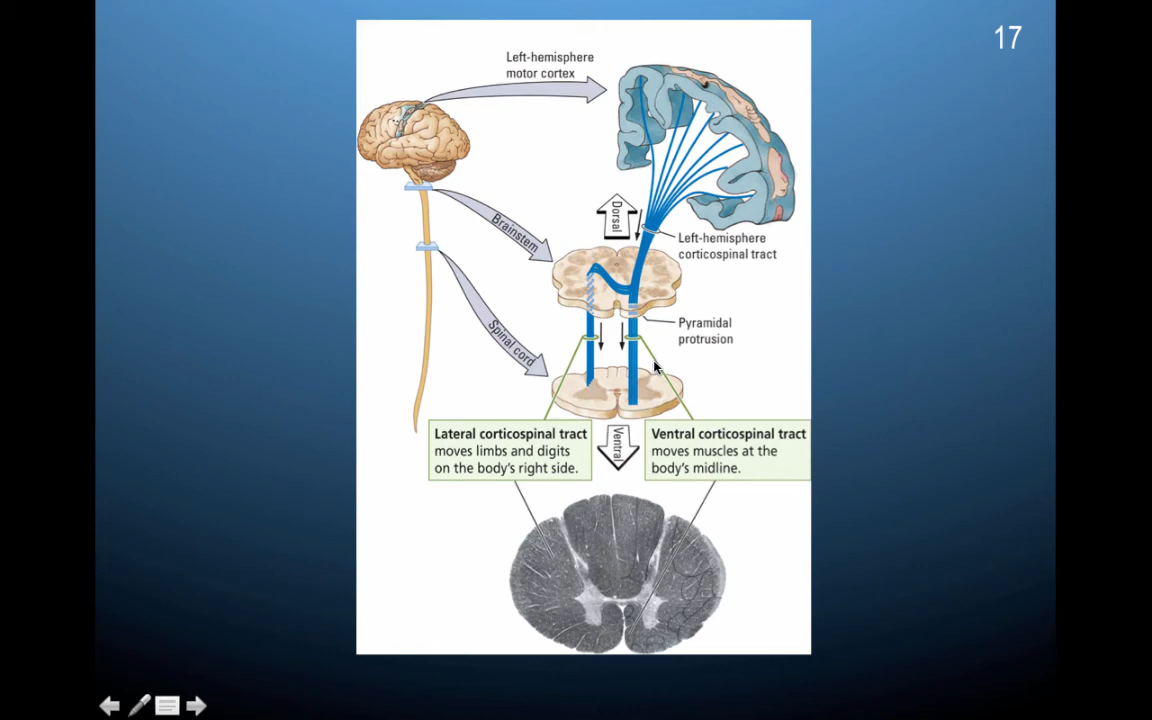 17
Left-hemisphere
motor cortex
Brainstem
Dorsal
Left-hemisphere
corticospinal tract
Spinal cord
Pyramidal
protrusion
Lateral corticospinal tract
moves limbs and digits
on the body's right side.
Ventral
Ventral corticospinal tract
moves muscles at the
body's midline.